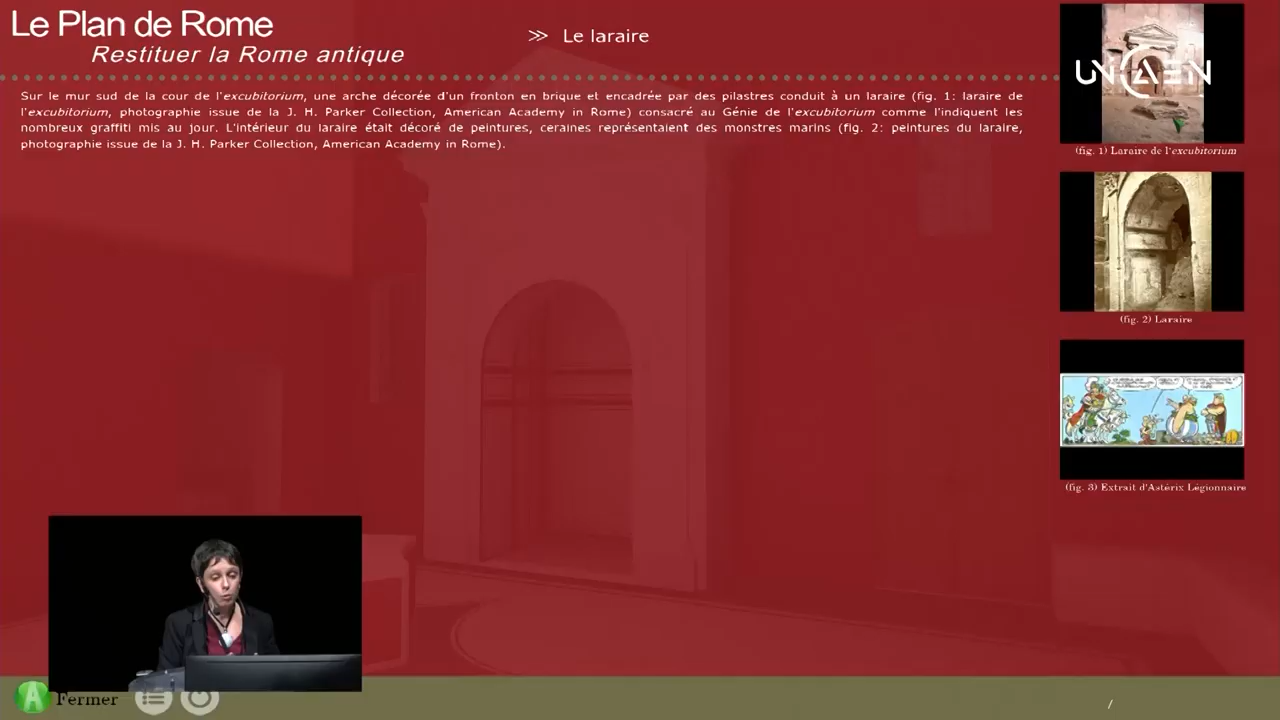 Le Plan de Rome
Restituer la Rome antique
>> Le laraire
Sur le mur sud de la cour de l'excubitorium, une arche décorée d'un fronton en brique et encadrée par des pilastres conduit à un laraire (fig. 1: laraire de
l'excubitorium, photographie issue de la J. H. Parker Collection, American Academy in Rome) consacré au Génie de l'excubitorium comme l'indiquent les
nombreux graffiti mis au jour. L'intérieur du laraire était décoré de peintures, ceraines représentaient des monstres marins (fig. 2: peintures du laraire,
photographie issue de la J. H. Parker Collection, American Academy in Rome).
UNICAEN
(fig. 1) Laraire de l'excubitorium
(fig. 2) Laraire
(fig. 3) Extrait d'Astérix Légionnaire
A Fermer
/